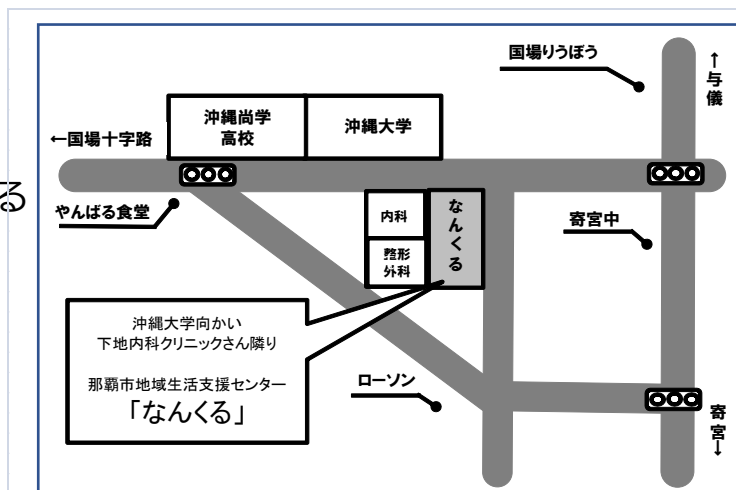 国場りうぼう
↑与儀
沖縄尚学
高校
沖縄大学
←国場十字路
る
やんばる食堂
内科
整形
外科
なんくる
寄宮中
沖縄大学向かい
下地内科クリニックさん隣り
那覇市地域生活支援センター
「なんくる」
ローソン
寄宮↓